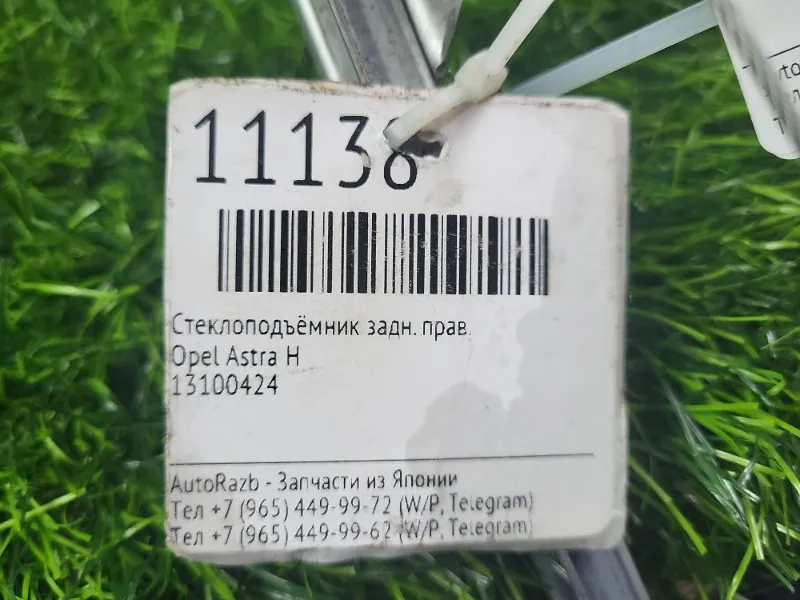 11138
Стеклоподъёмник задн. прав.
Opel Astra H
13100424
AutoRazb - Запчасти из Японии
Тел +7 (965) 449-99-72 (W/P, Telegram)
Тел +7 (965) 449-99-62 (W/P, Telegram)